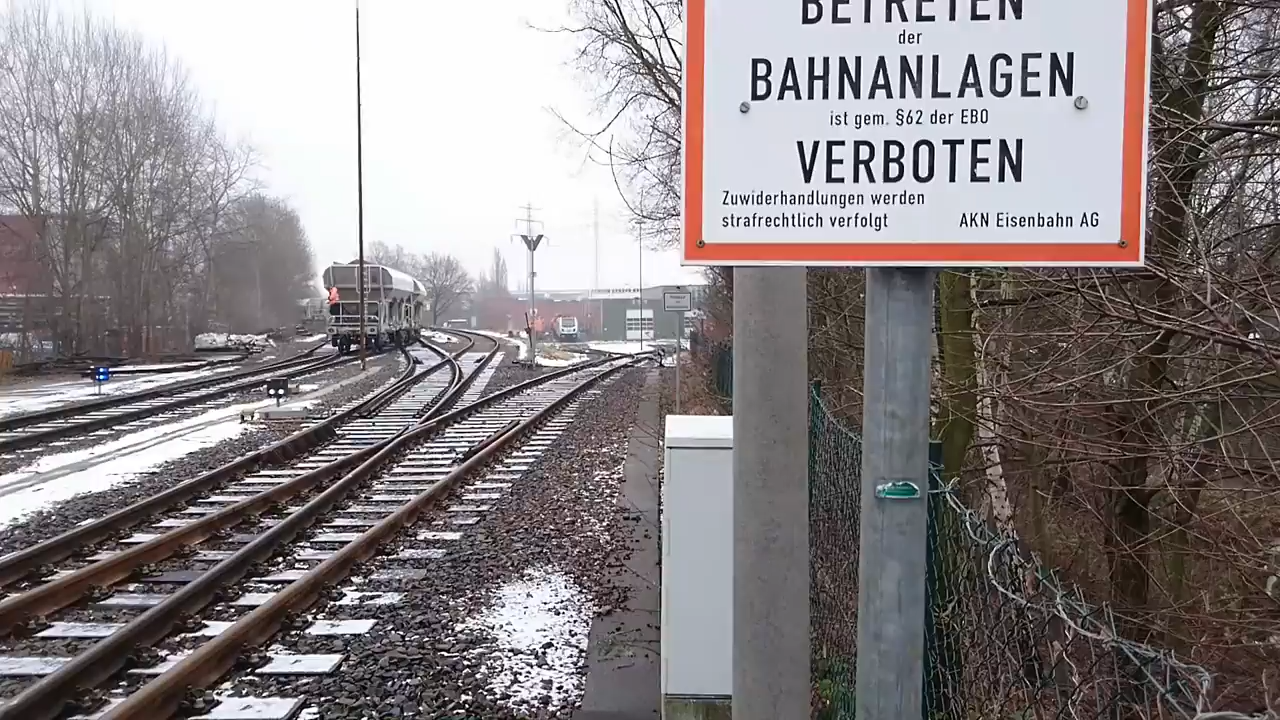 BETRETEN
der
BAHNANLAGEN
ist gem. §62 der EBO
VERBOTEN
Zuwiderhandlungen werden
strafrechtlich verfolgt
AKN Eisenbahn AG